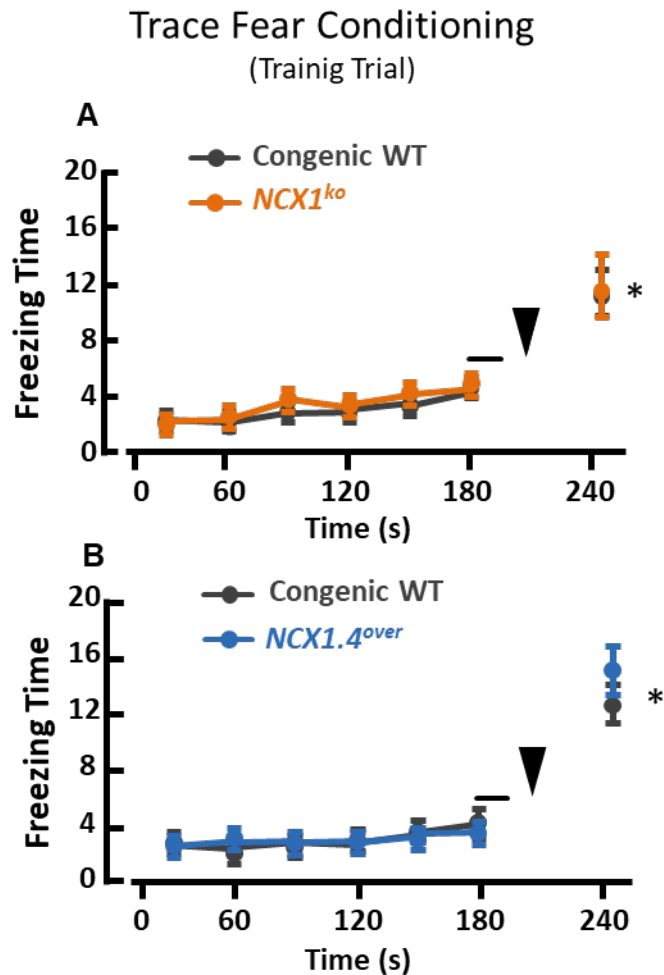 Trace Fear Conditioning
(Trainig Trial)
A
Congenic WT
NCX1ko
20
16
12
8
4
0
Freezing Time
*
0 60 120 180 240
Time (s)
B
Congenic WT
NCX1.4over
20
16
12
8
4
0
Freezing Time
*
0 60 120 180 240
Time (s)